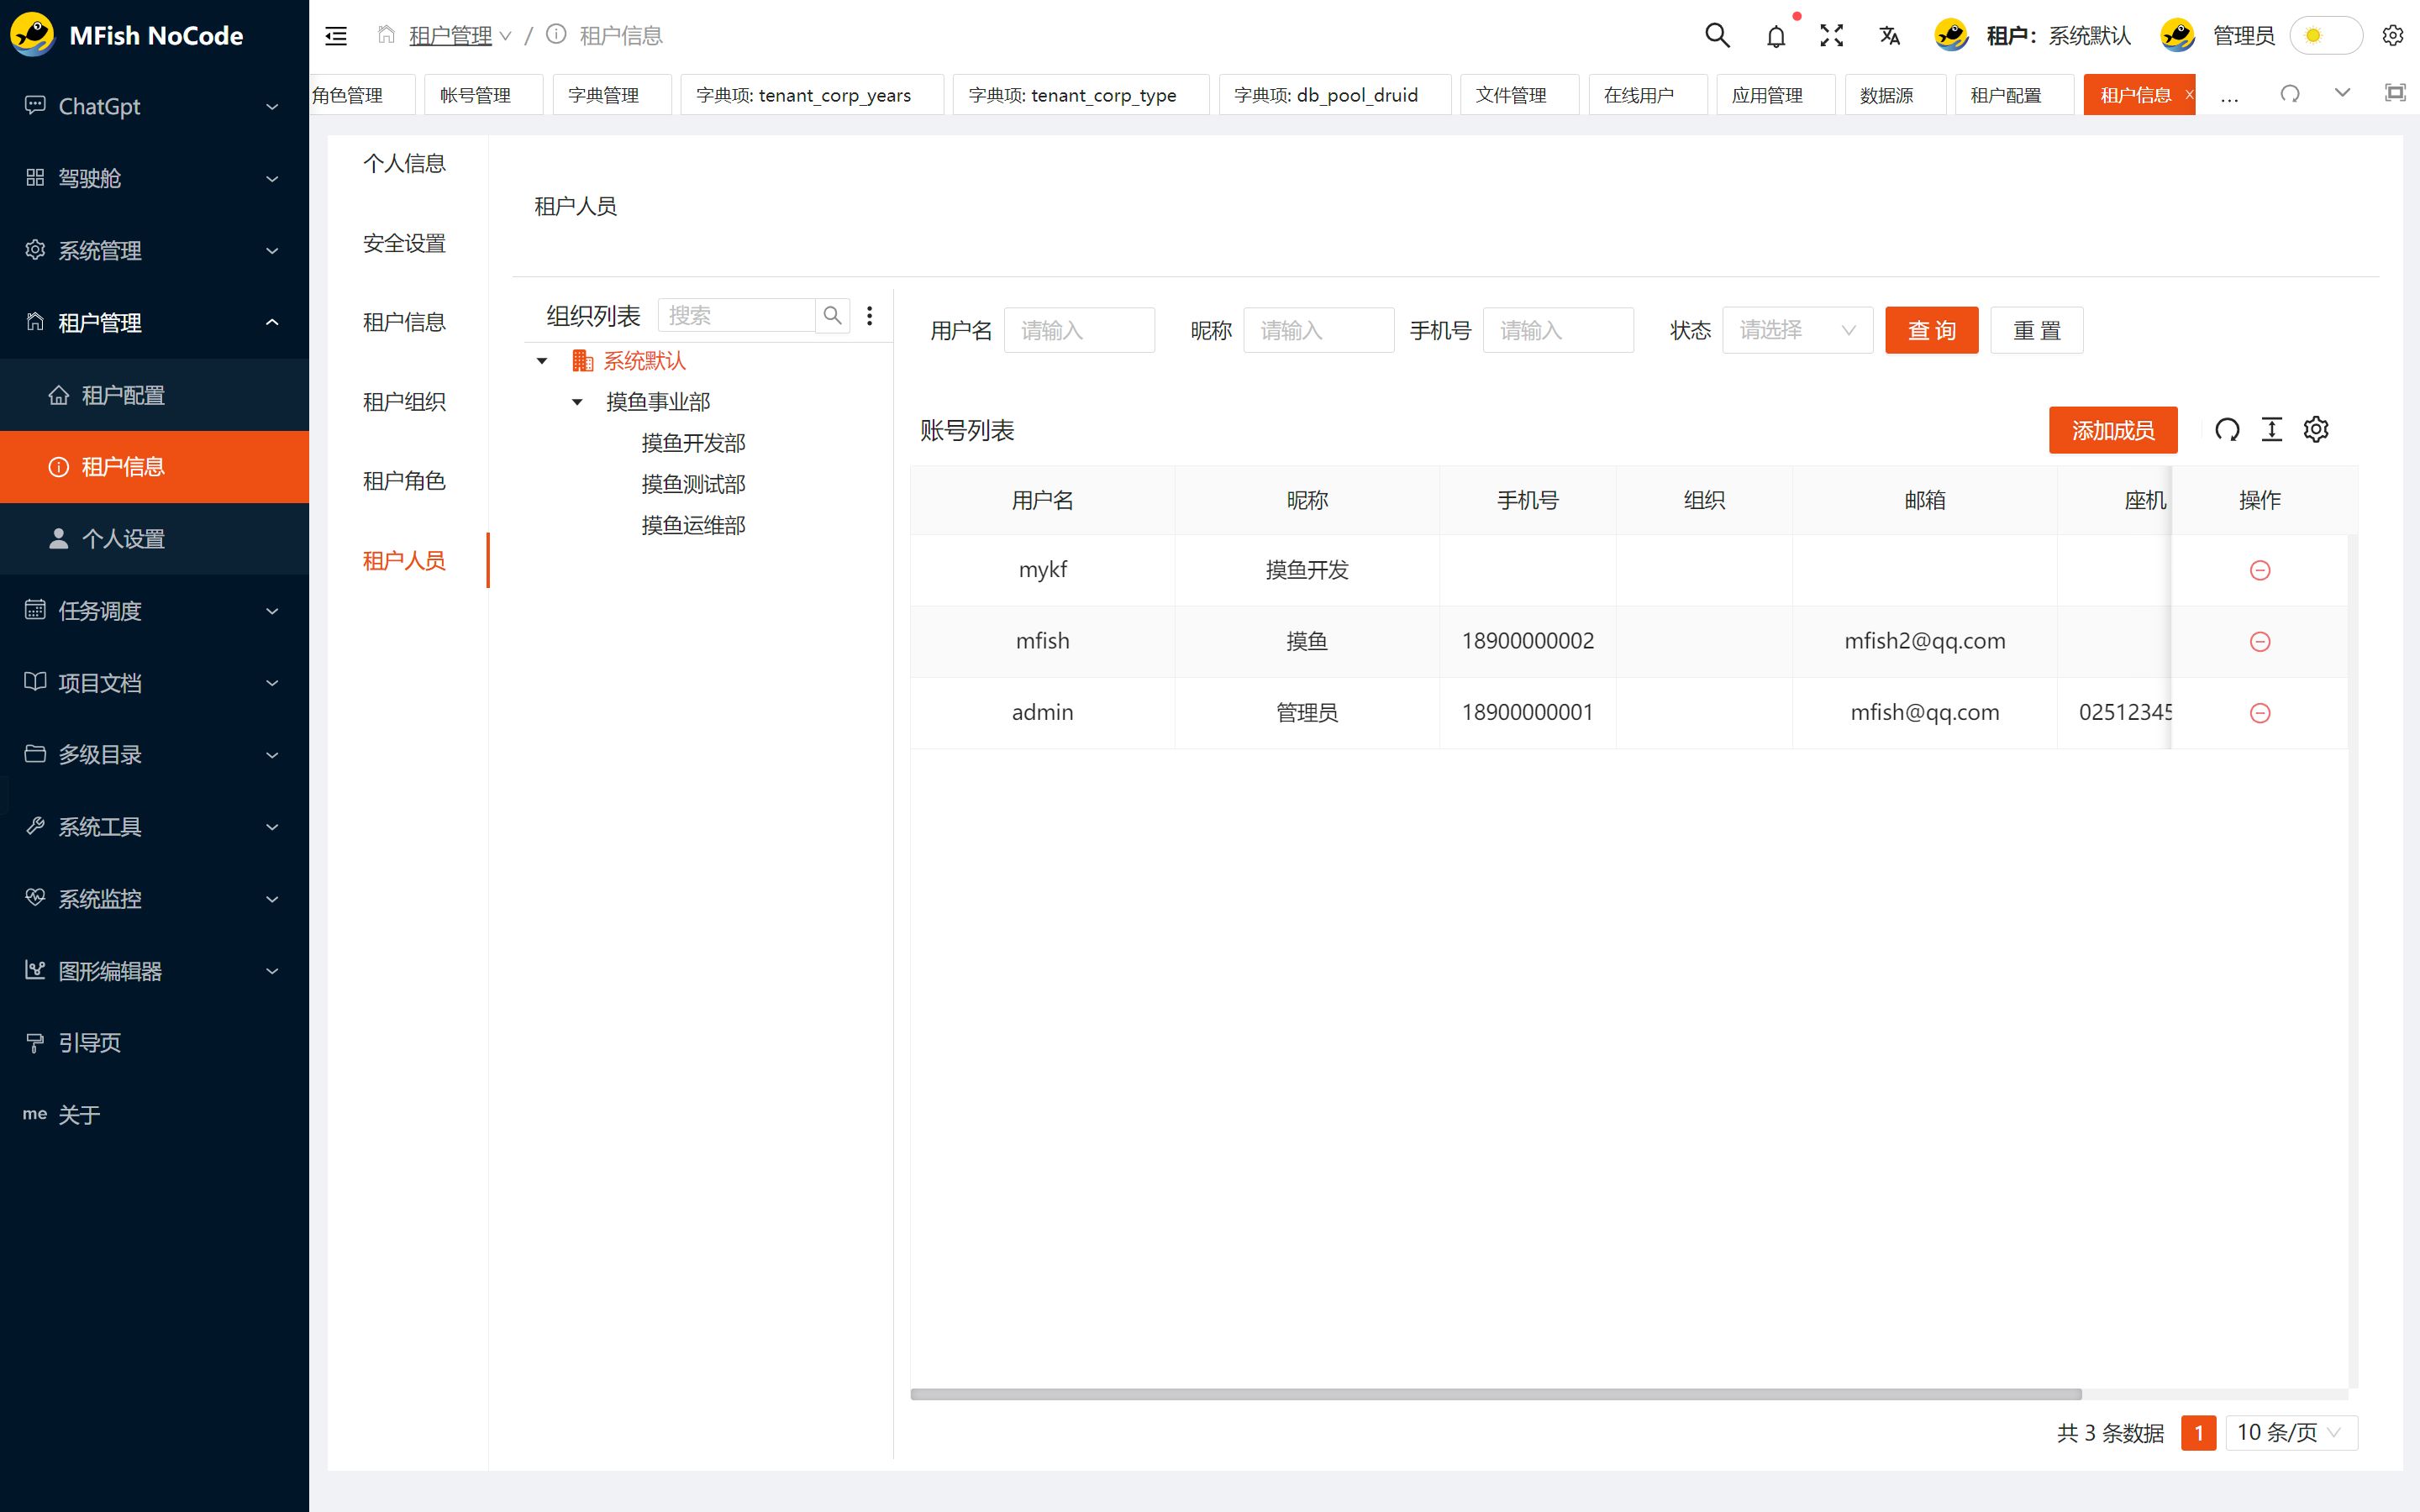 MFish NoCode
租户管理 / 租户信息
租户： 系统默认 管理员
角色管理 帐号管理 字典管理 字典项: tenant_corp_years 字典项: tenant_corp_type 字典项: db_pool_druid 文件管理 在线用户 应用管理 数据源 租户配置 租户信息 × ...
ChatGpt
驾驶舱
系统管理
租户管理
租户配置
租户信息
个人设置
任务调度
项目文档
多级目录
系统工具
系统监控
图形编辑器
引导页
me 关于
个人信息
安全设置
租户信息
租户组织
租户角色
租户人员
租户人员
组织列表 搜索
系统默认
摸鱼事业部
摸鱼开发部
摸鱼测试部
摸鱼运维部
用户名 请输入 昵称 请输入 手机号 请输入 状态 请选择 查 询 重 置
账号列表 添加成员
用户名 昵称 手机号 组织 邮箱 座机 操作
mykf 摸鱼开发
mfish 摸鱼 18900000002 mfish2@qq.com
admin 管理员 18900000001 mfish@qq.com 02512345
共 3 条数据 1 10 条/页